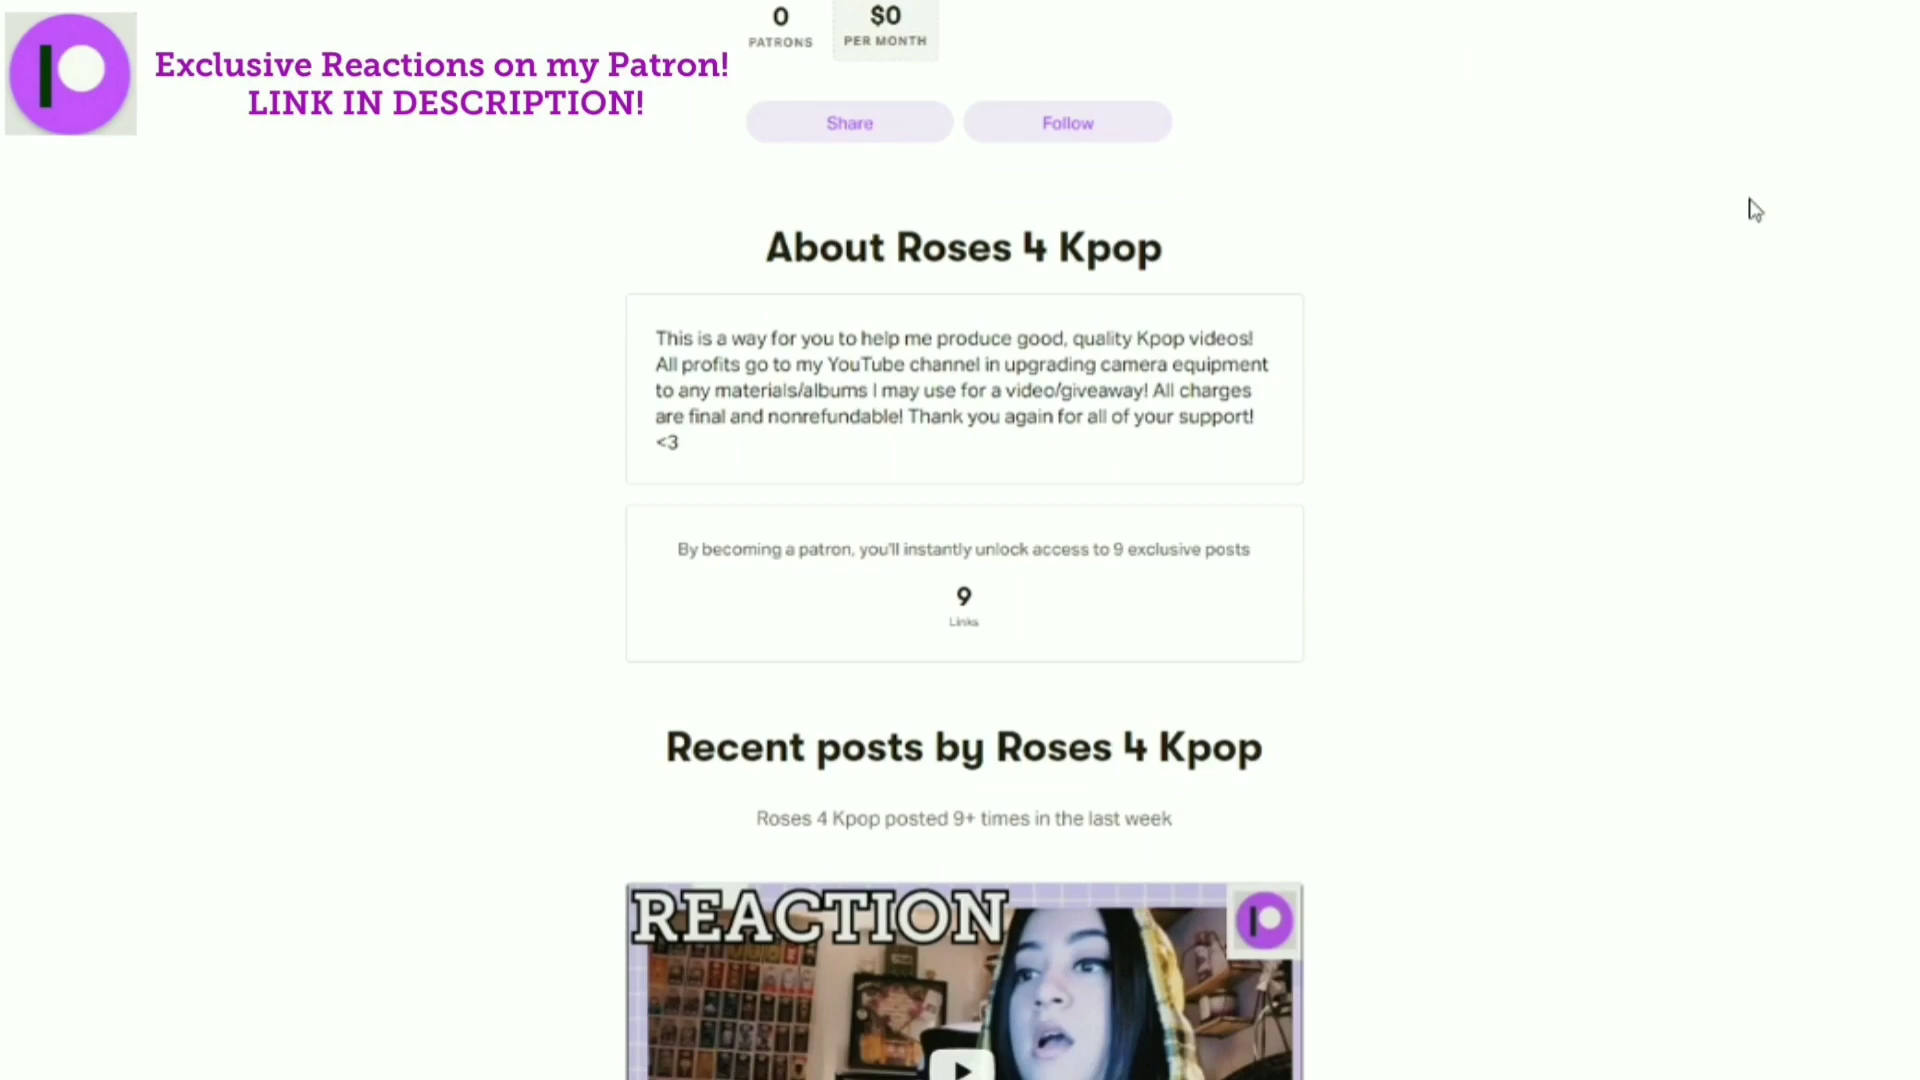 0
PATRONS
$0
PER MONTH
Exclusive Reactions on my Patron!
LINK IN DESCRIPTION!
Share
Follow
About Roses 4 Kpop
This is a way for you to help me produce good, quality Kpop videos!
All profits go to my YouTube channel in upgrading camera equipment
to any materials/albums I may use for a video/giveaway! All charges
are final and nonrefundable! Thank you again for all of your support!
<3
By becoming a patron, you'll instantly unlock access to 9 exclusive posts
9
Links
Recent posts by Roses 4 Kpop
Roses 4 Kpop posted 9+ times in the last week
REACTION